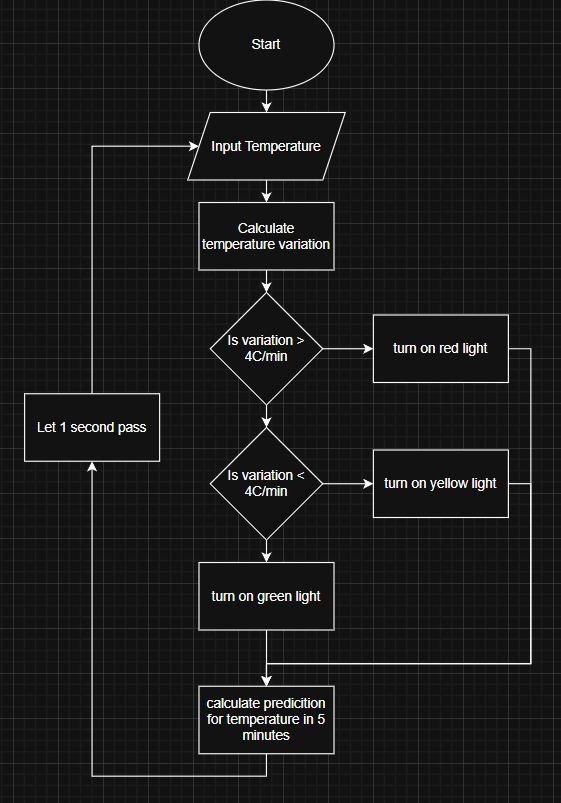 Start
Input Temperature
Calculate
temperature variation
Is variation >
4C/min
turn on red light
Let 1 second pass
Is variation <
4C/min
turn on yellow light
turn on green light
calculate predicition
for temperature in 5
minutes